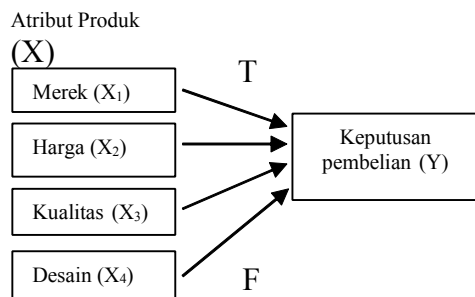 Atribut Produk
(X)
T
Merek (X₁)
Harga (X₂)
Keputusan
pembelian (Y)
Kualitas (X₃)
Desain (X₄)
F